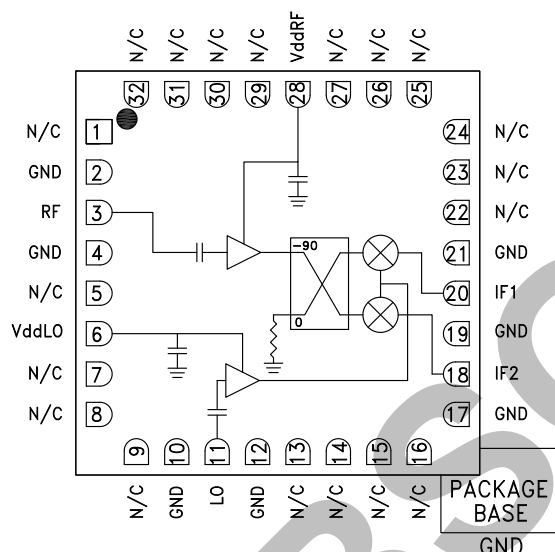 N/C N/C N/C N/C VddRF N/C N/C N/C
32 31 30 29 28 27 26 25
N/C 1 24 N/C
GND 2 23 N/C
RF 3 22 N/C
GND 4 21 GND
N/C 5 20 IF1
VddLO 6 19 GND
N/C 7 18 IF2
N/C 8 17 GND
-90
0
9 10 11 12 13 14 15 16
N/C GND LO GND N/C N/C N/C N/C
PACKAGE
BASE
GND